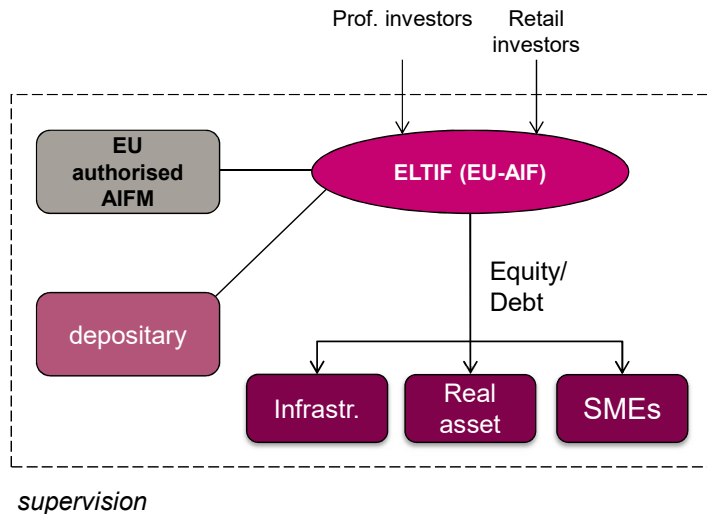 Prof. investors
Retail
investors
EU
authorised
AIFM
ELTIF (EU-AIF)
Equity/
Debt
depositary
Infrastr.
Real
asset
SMEs
supervision